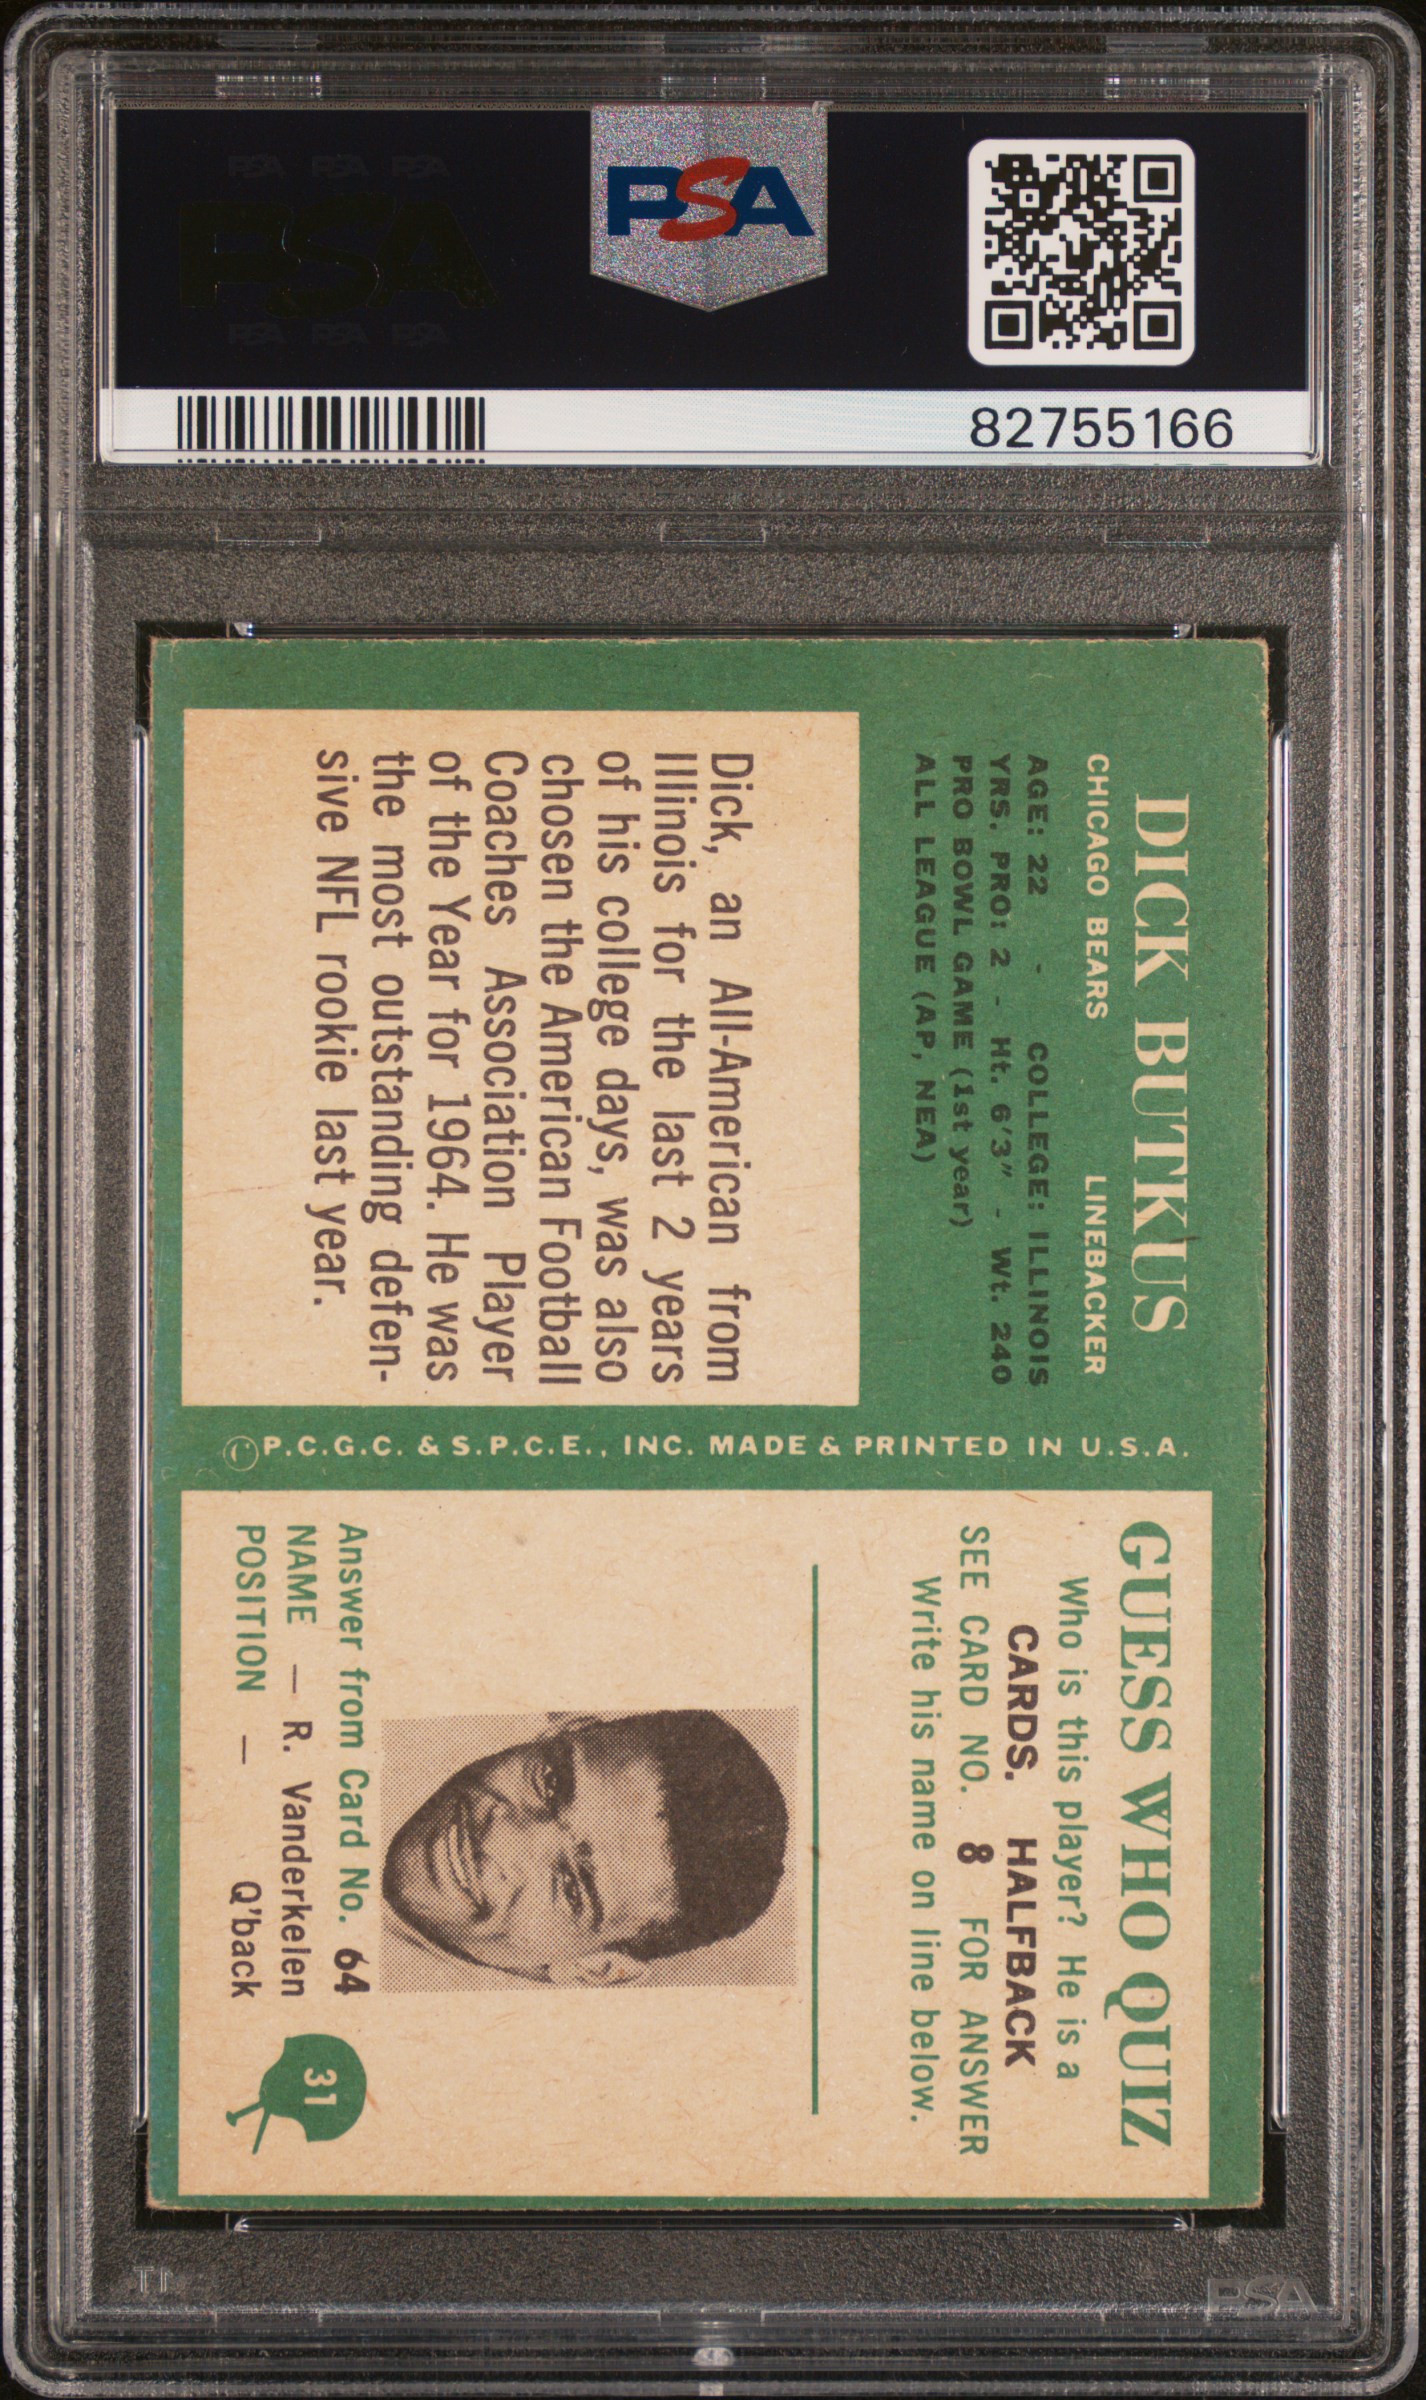 PSA
82755166
DICK BUTKUS
CHICAGO BEARS LINEBACKER
AGE: 22 - COLLEGE: ILLINOIS
YRS. PRO: 2 - Ht. 6'3" - Wt. 240
PRO BOWL GAME (1st year)
ALL LEAGUE (AP, NEA)
Dick, an All-American from
Illinois for the last 2 years
of his college days, was also
chosen the American Football
Coaches Association Player
of the Year for 1964. He was
the most outstanding defen-
sive NFL rookie last year.
© P.C.G.C. & S.P.C.E., INC. MADE & PRINTED IN U.S.A.
GUESS WHO QUIZ
Who is this player? He is a
CARDS. HALFBACK
SEE CARD NO. 8 FOR ANSWER
Write his name on line below.
Answer from Card No. 64
NAME — R. Vanderkelen
POSITION — Q'back
31
PSA